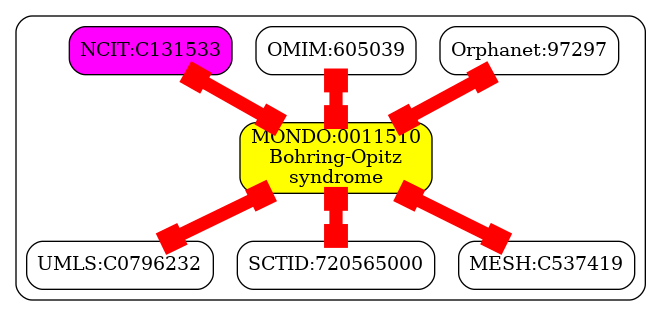 NCIT:C131533
OMIM:605039
Orphanet:97297
MONDO:0011510
Bohring-Opitz
syndrome
UMLS:C0796232
SCTID:720565000
MESH:C537419